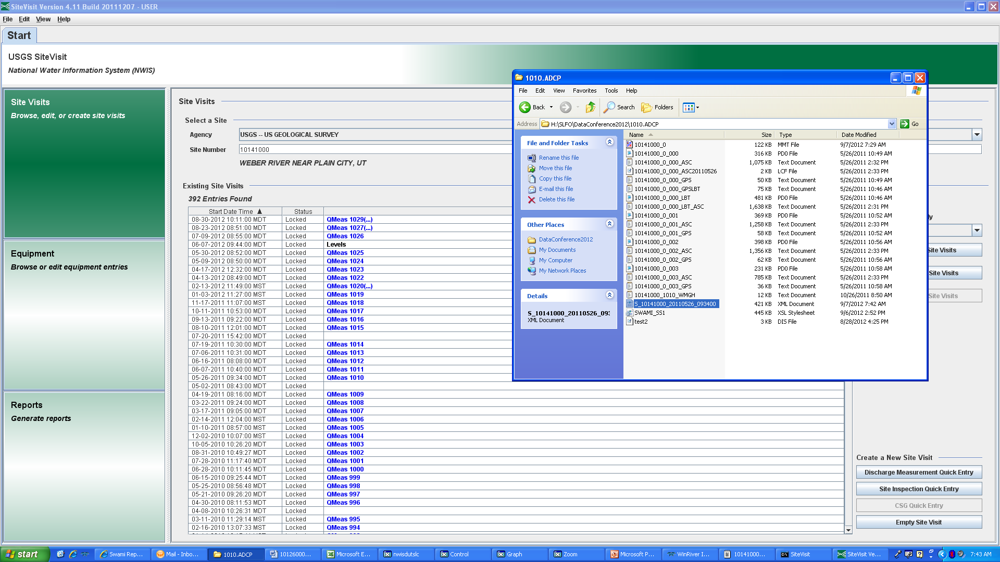 SiteVisit Version 4.11 Build 20111207 - USER
File Edit View Help
Start
USGS SiteVisit
National Water Information System (NWIS)
Site Visits
Browse, edit, or create site visits
Equipment
Browse or edit equipment entries
Reports
Generate reports
Site Visits
Select a Site
Agency USGS -- US GEOLOGICAL SURVEY
Site Number 10141000
WEBER RIVER NEAR PLAIN CITY, UT
Existing Site Visits
392 Entries Found
Start Date Time Status
08-30-2012 10:11:00 MDT Locked QMeas 1029(...)
08-23-2012 08:51:00 MDT Locked QMeas 1027(...)
07-09-2012 08:55:00 MDT Locked QMeas 1026
06-07-2012 09:44:00 MDT Locked Levels
05-30-2012 08:52:00 MDT Locked QMeas 1025
05-09-2012 08:50:00 MDT Locked QMeas 1024
04-17-2012 12:32:00 MDT Locked QMeas 1023
04-13-2012 08:49:00 MDT Locked QMeas 1022
02-13-2012 11:49:00 MST Locked QMeas 1020(...)
01-03-2012 11:27:00 MST Locked QMeas 1019
11-17-2011 11:07:00 MST Locked QMeas 1018
10-11-2011 10:53:00 MDT Locked QMeas 1017
09-13-2011 09:22:00 MDT Locked QMeas 1016
08-10-2011 12:01:00 MDT Locked QMeas 1015
07-20-2011 15:42:00 MDT Locked
07-19-2011 10:30:00 MDT Locked QMeas 1014
07-06-2011 10:31:00 MDT Locked QMeas 1013
06-16-2011 08:08:00 MDT Locked QMeas 1012
06-07-2011 10:40:00 MDT Locked QMeas 1011
05-26-2011 09:34:00 MDT Locked QMeas 1010
05-02-2011 08:43:00 MDT Locked
04-19-2011 08:16:00 MDT Locked QMeas 1009
03-22-2011 09:24:00 MDT Locked QMeas 1008
03-17-2011 09:05:00 MDT Locked QMeas 1007
02-14-2011 12:04:00 MST Locked QMeas 1006
01-10-2011 08:57:00 MST Locked QMeas 1005
12-02-2010 10:07:00 MST Locked QMeas 1004
10-05-2010 10:26:20 MDT Locked QMeas 1003
08-31-2010 10:49:27 MDT Locked QMeas 1002
07-28-2010 11:17:40 MDT Locked QMeas 1001
06-28-2010 10:11:45 MDT Locked QMeas 1000
06-15-2010 09:25:44 MDT Locked QMeas 999
05-25-2010 08:56:48 MDT Locked QMeas 998
05-21-2010 09:26:20 MDT Locked QMeas 997
04-30-2010 08:11:53 MDT Locked QMeas 996
04-08-2010 10:26:31 MDT Locked
03-11-2010 11:29:14 MST Locked QMeas 995
02-16-2010 13:07:33 MST Locked QMeas 994
1010.ADCP
File Edit View Favorites Tools Help
Back Search Folders
Address H:\SLFO\DataConference2012\1010.ADCP Go
File and Folder Tasks
Rename this file
Move this file
Copy this file
E-mail this file
Delete this file
Other Places
DataConference2012
My Documents
My Computer
My Network Places
Details
S_10141000_20110526_093
XML Document
Name Size Type Date Modified
10141000_0 122 KB MMT File 9/7/2012 7:29 AM
10141000_0_000 316 KB PD0 File 5/26/2011 10:49 AM
10141000_0_000_ASC 1,075 KB Text Document 5/26/2011 2:32 PM
10141000_0_000_ASC20110526 2 KB LCF File 5/26/2011 2:33 PM
10141000_0_000_GPS 50 KB Text Document 5/26/2011 10:49 AM
10141000_0_000_GPSLBT 75 KB Text Document 5/26/2011 10:46 AM
10141000_0_000_LBT 481 KB PD0 File 5/26/2011 10:46 AM
10141000_0_000_LBT_ASC 1,638 KB Text Document 5/26/2011 2:31 PM
10141000_0_001 369 KB PD0 File 5/26/2011 10:52 AM
10141000_0_001_ASC 1,258 KB Text Document 5/26/2011 2:33 PM
10141000_0_001_GPS 58 KB Text Document 5/26/2011 10:52 AM
10141000_0_002 398 KB PD0 File 5/26/2011 10:56 AM
10141000_0_002_ASC 1,356 KB Text Document 5/26/2011 2:33 PM
10141000_0_002_GPS 62 KB Text Document 5/26/2011 10:56 AM
10141000_0_003 231 KB PD0 File 5/26/2011 10:58 AM
10141000_0_003_ASC 785 KB Text Document 5/26/2011 2:33 PM
10141000_0_003_GPS 36 KB Text Document 5/26/2011 10:58 AM
10141000_1010_WMGH 12 KB Text Document 10/26/2011 8:50 AM
S_10141000_20110526_093400 421 KB XML Document 9/7/2012 7:42 AM
SWAMI_SS1 445 KB XSL Stylesheet 9/6/2012 2:52 PM
test2 3 KB DIS File 8/28/2012 4:25 PM
ly
Site Visits
Site Visits
Site Visits
Create a New Site Visit
Discharge Measurement Quick Entry
Site Inspection Quick Entry
CSG Quick Entry
Empty Site Visit
start Swami Rep... Mail - Inbo... 1010.ADCP 10126000... Microsoft E... nwisdutslc Control Graph Zoom Microsoft P... WinRiver I... 10141000... SiteVisit SiteVisit Ve... 7:43 AM